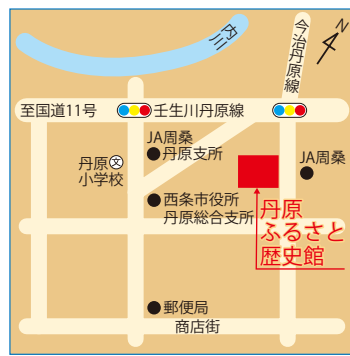 内川
今治丹原線
N
至国道11号
壬生川丹原線
JA周桑
丹原支所
丹原
小学校
文
JA周桑
西条市役所
丹原総合支所
丹原
ふるさと
歴史館
郵便局
商店街